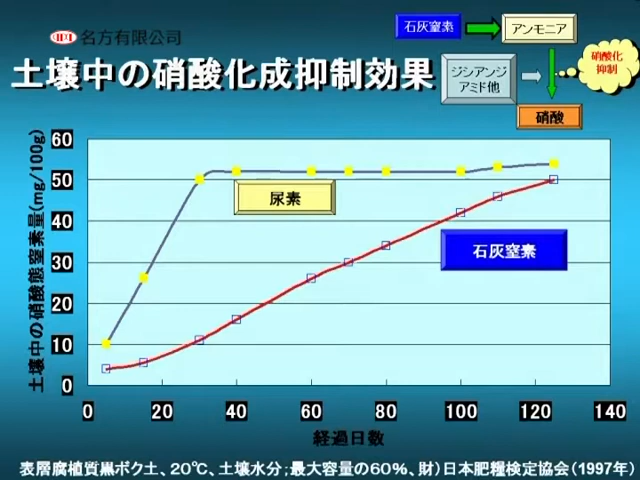 石灰窒素
アンモニア
名方有限公司
土壌中の硝酸化成抑制効果
ジシアンジ
アミド他
硝酸化
抑制
硝酸
土壌中の硝酸態窒素量(mg/100g)
60
50
40
30
20
10
0
尿素
石灰窒素
0 20 40 60 80 100 120 140
経過日数
表層腐植質黒ボク土、20℃、土壌水分;最大容量の60%、財)日本肥糧検定協会(1997年)